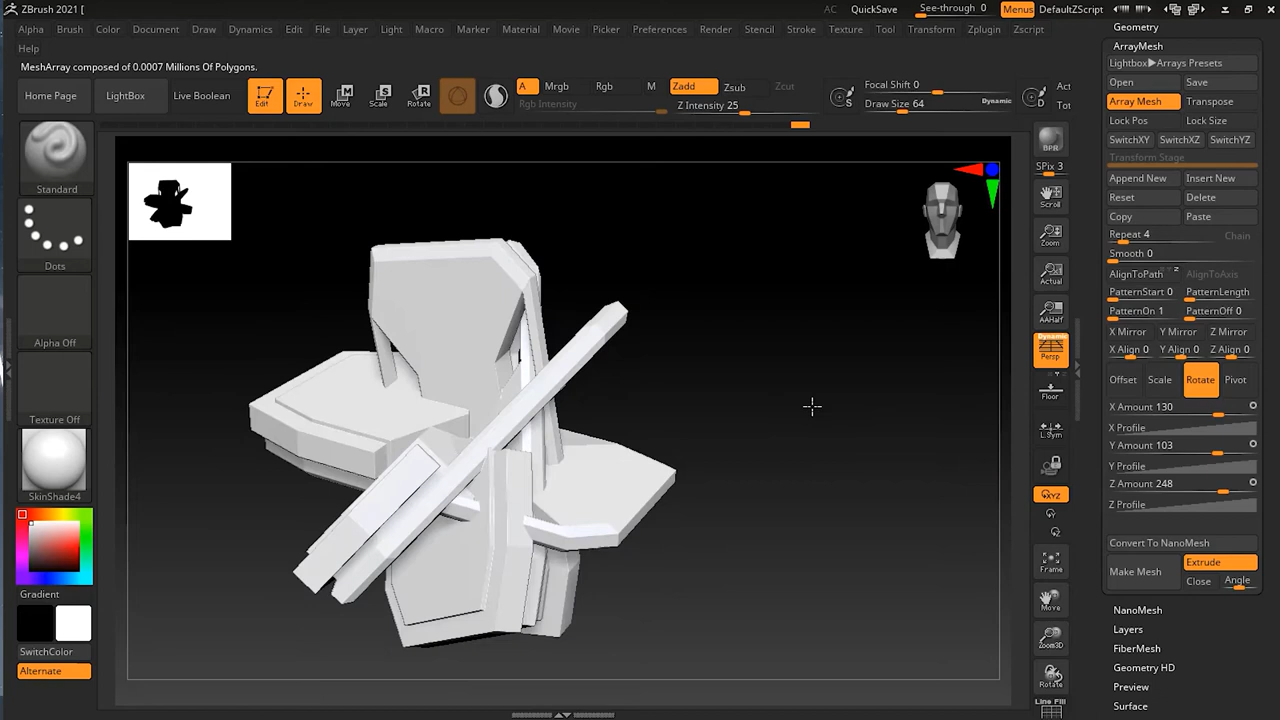 ZBrush 2021 [
AC QuickSave See-through 0 Menus DefaultZScript
Alpha Brush Color Document Draw Dynamics Edit File Layer Light Macro Marker Material Movie Picker Preferences Render Stencil Stroke Texture Tool Transform Zplugin Zscript
Help
MeshArray composed of 0.0007 Millions Of Polygons.
Home Page LightBox Live Boolean Edit Draw Move Scale Rotate A Mrgb Rgb M Zadd Zsub Zcut Focal Shift 0 Act
Rgb Intensity Z Intensity 25 S Draw Size 64 Dynamic D Tot
Standard
Dots
Alpha Off
Texture Off
SkinShade4
Gradient
SwitchColor
Alternate
BPR
SPix 3
Scroll
Zoom
Actual
AAHalf
Dynamic
Persp
Floor
L.Sym
XYZ
Y
Z
Frame
Move
Zoom3D
Rotate
Line Fill
Geometry
ArrayMesh
Lightbox▶Arrays Presets
Open Save
Array Mesh Transpose
Lock Pos Lock Size
SwitchXY SwitchXZ SwitchYZ
Transform Stage
Append New Insert New
Reset Delete
Copy Paste
Repeat 4 Chain
Smooth 0
AlignToPath AlignToAxis
PatternStart 0 PatternLength
PatternOn 1 PatternOff 0
X Mirror Y Mirror Z Mirror
X Align 0 Y Align 0 Z Align 0
Offset Scale Rotate Pivot
X Amount 130
X Profile
Y Amount 103
Y Profile
Z Amount 248
Z Profile
Convert To NanoMesh
Make Mesh Extrude
Close Angle
NanoMesh
Layers
FiberMesh
Geometry HD
Preview
Surface